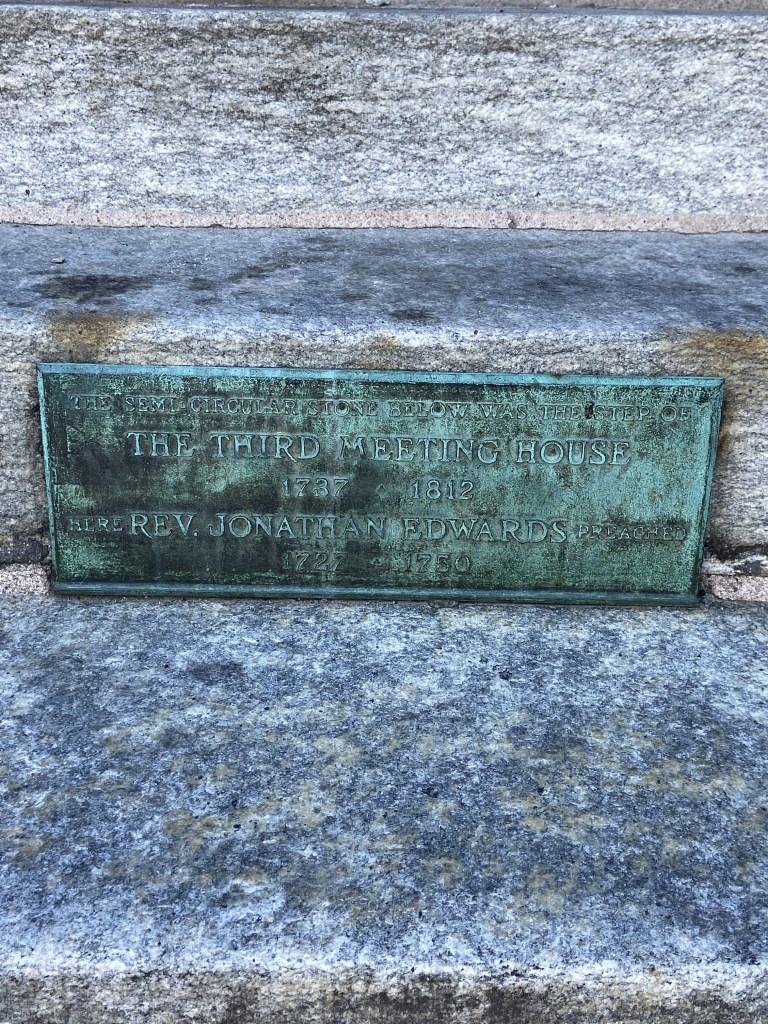 THE SEMI-CIRCULAR STONE BELOW WAS THE STEP OF
THE THIRD MEETING HOUSE
1737 · 1812
HERE REV. JONATHAN EDWARDS PREACHED
1727 · 1750